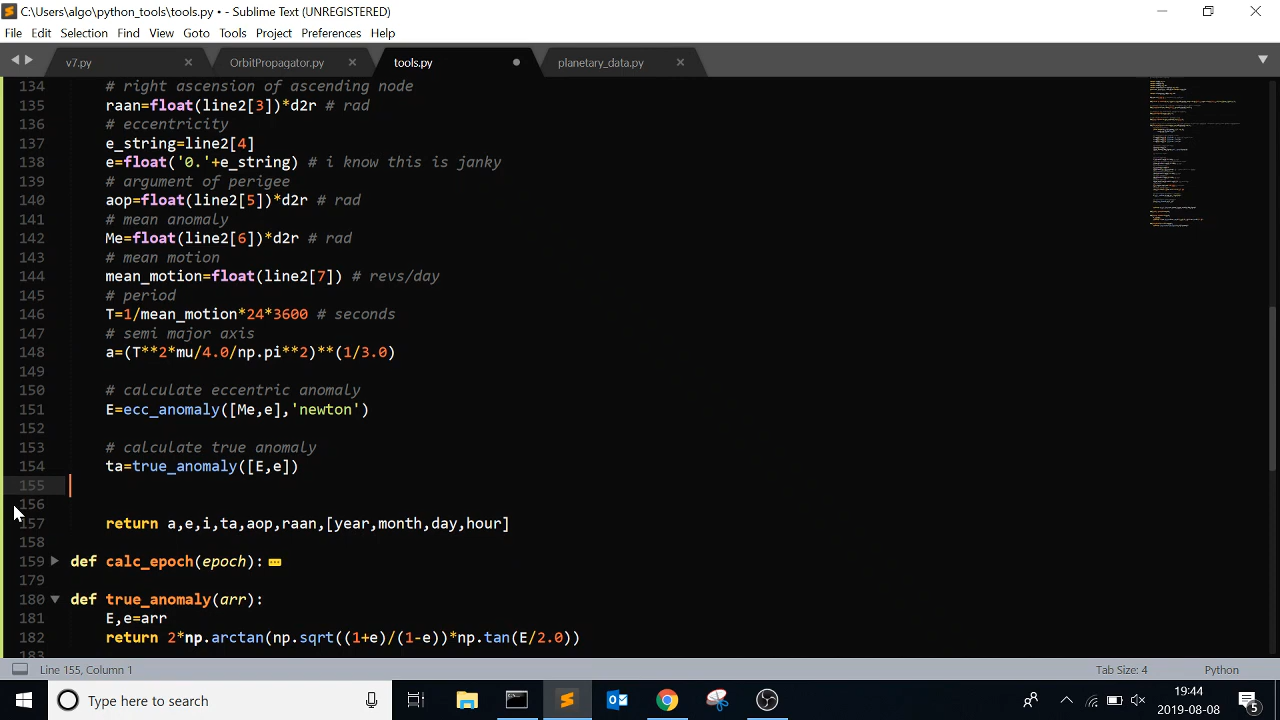 C:\Users\algo\python_tools\tools.py • - Sublime Text (UNREGISTERED)
File Edit Selection Find View Goto Tools Project Preferences Help
v7.py OrbitPropagator.py tools.py planetary_data.py
134 # right ascension of ascending node
135 raan=float(line2[3])*d2r # rad
136 # eccentricity
137 e_string=line2[4]
138 e=float('0.'+e_string) # i know this is janky
139 # argument of perigee
140 aop=float(line2[5])*d2r # rad
141 # mean anomaly
142 Me=float(line2[6])*d2r # rad
143 # mean motion
144 mean_motion=float(line2[7]) # revs/day
145 # period
146 T=1/mean_motion*24*3600 # seconds
147 # semi major axis
148 a=(T**2*mu/4.0/np.pi**2)**(1/3.0)
149
150 # calculate eccentric anomaly
151 E=ecc_anomaly([Me,e],'newton')
152
153 # calculate true anomaly
154 ta=true_anomaly([E,e])
155
156
157 return a,e,i,ta,aop,raan,[year,month,day,hour]
158
159 def calc_epoch(epoch):
179
180 def true_anomaly(arr):
181 E,e=arr
182 return 2*np.arctan(np.sqrt((1+e)/(1-e))*np.tan(E/2.0))
183
Line 155, Column 1 Tab Size: 4 Python
Type here to search
19:44
2019-08-08
5